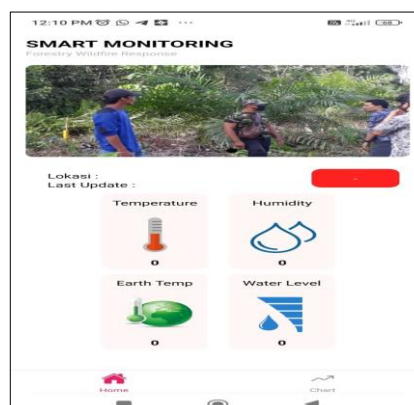 12:10 PM
SMART MONITORING
Forestry Wildfire Response
Lokasi :
Last Update :
-
Temperature
Humidity
0
0
Earth Temp
Water Level
0
0
Home
Chart